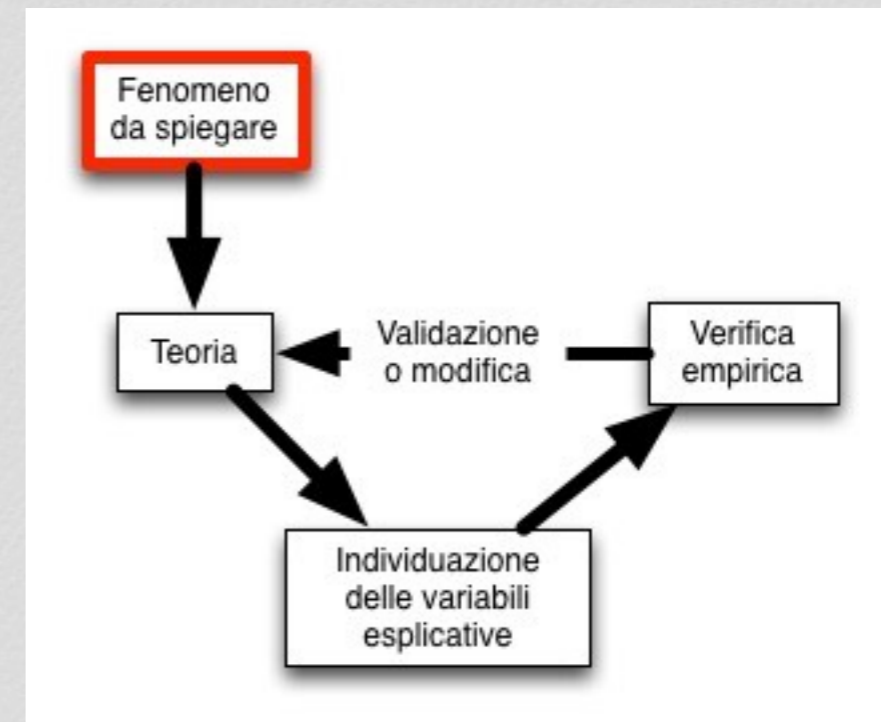 Fenomeno
da spiegare
Teoria
Validazione
o modifica
Verifica
empirica
Individuazione
delle variabili
esplicative